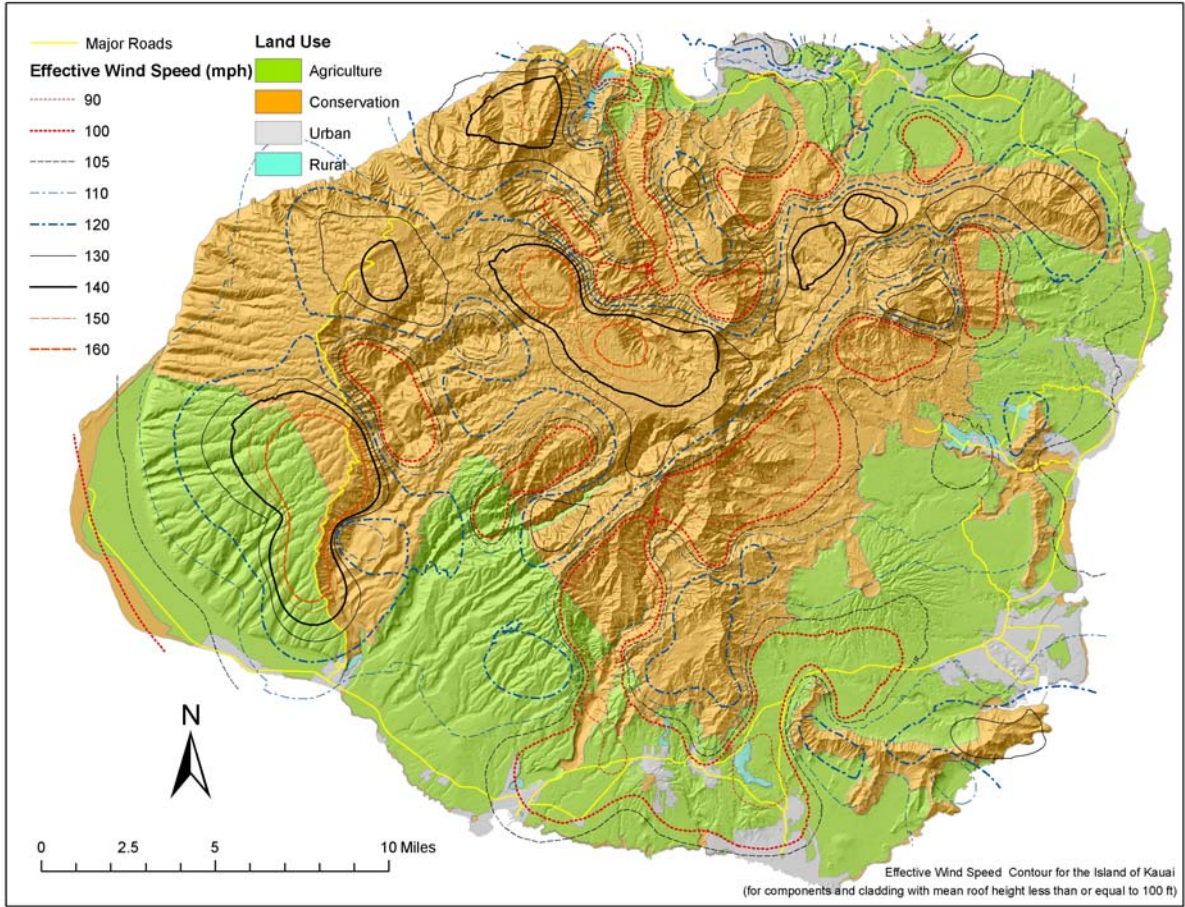 Major Roads
Effective Wind Speed (mph)
90
100
105
110
120
130
140
150
160
Land Use
Agriculture
Conservation
Urban
Rural
N
0 2.5 5 10 Miles
Effective Wind Speed Contour for the Island of Kauai
(for components and cladding with mean roof height less than or equal to 100 ft)